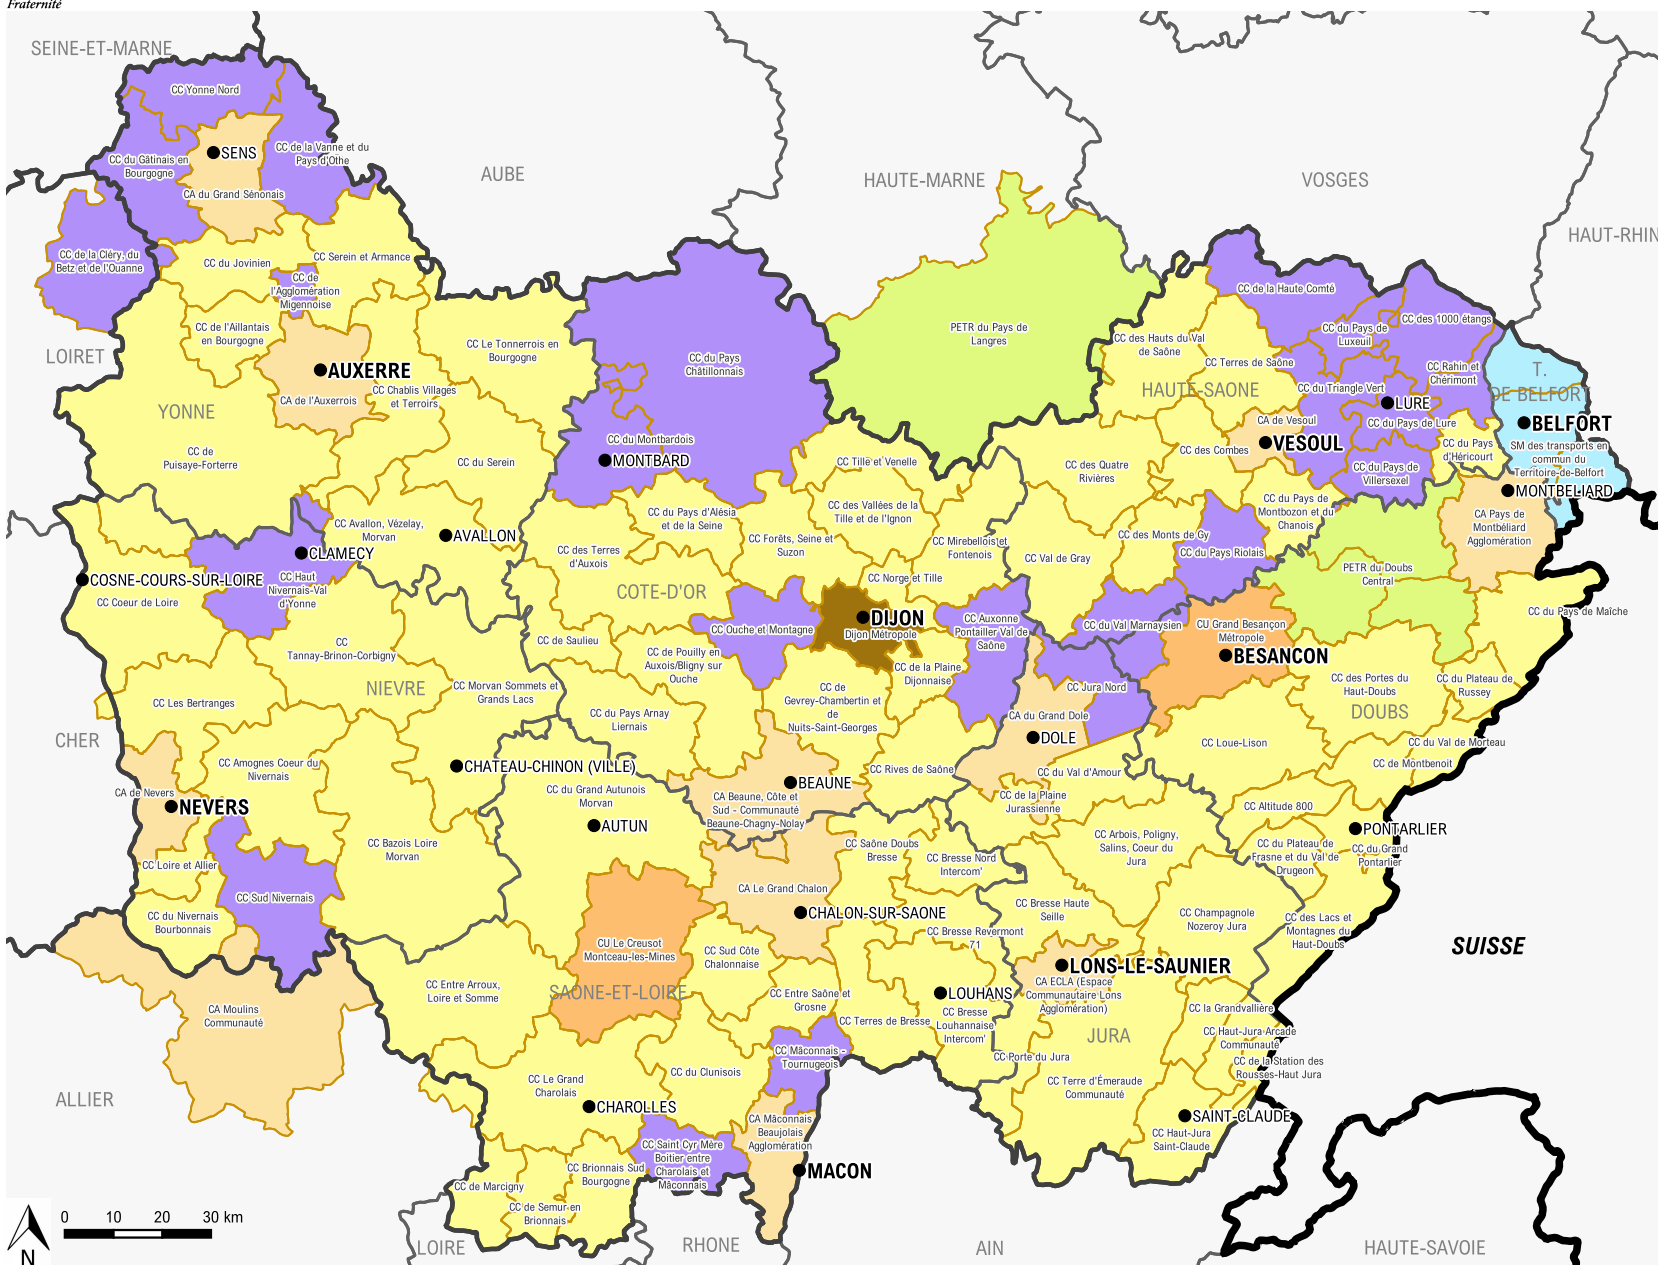 Fraternité
SEINE-ET-MARNE
CC Yonne Nord
SENS
CC du Gâtinais en
Bourgogne
CC de la Vanne et du
Pays d'Othe
CA du Grand Sénonais
AUBE
HAUTE-MARNE
VOSGES
HAUT-RHIN
CC de la Cléry, du
Betz et de l'Ouanne
CC du Jovinien
CC Serein et Armance
CC de
l'Agglomération
Migennoise
CC de l'Aillantais
en Bourgogne
LOIRET
AUXERRE
CA de l'Auxerrois
CC Chablis Villages
et Terroirs
YONNE
CC de
Puisaye-Forterre
CC Le Tonnerrois en
Bourgogne
CC du Serein
CC du Pays
Châtillonnais
CC du Montbardois
MONTBARD
PETR du Pays de
Langres
CC de la Haute Comté
CC des Hauts du Val
de Saône
CC Terres de Saône
HAUTE-SAONE
CC du Pays de
Luxeuil
CC des 1000 étangs
CC Rahin et
Chérimont
CC du Triangle Vert
LURE
CC du Pays de Lure
T.
DE BELFORT
BELFORT
SM des transports en
commun du
Territoire-de-Belfort
CA de Vesoul
VESOUL
CC des Combes
CC du Pays
d'Héricourt
CC du Pays de
Villersexel
MONTBELIARD
CA Pays de
Montbéliard
Agglomération
CC Tille et Venelle
CC des Quatre
Rivières
CC du Pays de
Montbozon et du
Chanois
CC du Pays d'Alésia
et de la Seine
CC des Vallées de la
Tille et de l'Ignon
CC Forêts, Seine et
Suzon
CC Mirebellois et
Fontenois
CC Val de Gray
CC des Monts de Gy
CC du Pays Riolais
PETR du Doubs
Central
CC Avallon, Vézelay,
Morvan
AVALLON
CLAMECY
CC Haut
Nivernais-Val
d'Yonne
COSNE-COURS-SUR-LOIRE
CC Coeur de Loire
CC des Terres
d'Auxois
COTE-D'OR
CC Norge et Tille
DIJON
Dijon Métropole
CC Ouche et Montagne
CC Auxonne
Pontailler Val de
Saône
CC du Val Marnaysien
CU Grand Besançon
Métropole
BESANCON
CC du Pays de Maîche
CC
Tannay-Brinon-Corbigny
NIEVRE
CC de Saulieu
CC de Pouilly en
Auxois/Bligny sur
Ouche
CC de la Plaine
Dijonnaise
CC Jura Nord
CC des Portes du
Haut-Doubs
CC du Plateau de
Russey
DOUBS
CC Les Bertranges
CC Morvan Sommets et
Grands Lacs
CC du Pays Arnay
Liernais
CC de
Gevrey-Chambertin et
de
Nuits-Saint-Georges
CA du Grand Dole
DOLE
CC Loue-Lison
CC du Val de Morteau
CC de Montbenoit
CHER
CC Amognes Coeur du
Nivernais
CHATEAU-CHINON (VILLE)
CC Rives de Saône
CC du Val d'Amour
CA de Nevers
NEVERS
CC du Grand Autunois
Morvan
AUTUN
BEAUNE
CA Beaune, Côte et
Sud - Communauté
Beaune-Chagny-Nolay
CC de la Plaine
Jurassienne
CC Altitude 800
PONTARLIER
CC du Grand
Pontarlier
CC du Plateau de
Frasne et du Val de
Drugeon
CC Bazois Loire
Morvan
CC Saône Doubs
Bresse
CC Bresse Nord
Intercom'
CC Arbois, Poligny,
Salins, Coeur du
Jura
CC Loire et Allier
CC Sud Nivernais
CA Le Grand Chalon
CHALON-SUR-SAONE
CC Bresse Haute
Seille
CC Champagnole
Nozeroy Jura
CC des Lacs et
Montagnes du
Haut-Doubs
CC du Nivernais
Bourbonnais
CU Le Creusot
Montceau-les-Mines
CC Sud Côte
Chalonnaise
CC Bresse Revermont
71
SUISSE
LONS-LE-SAUNIER
CA ECLA (Espace
Communautaire Lons
Agglomération)
CC Entre Arroux,
Loire et Somme
SAONE-ET-LOIRE
CC Entre Saône et
Grosne
LOUHANS
CC Bresse
Louhannaise
Intercom'
CA Moulins
Communauté
CC Terres de Bresse
JURA
CC la Grandvallière
CC Haut-Jura Arcade
Communauté
CC de la Station des
Rousses-Haut Jura
CC Mâconnais -
Tournugeois
CC Porte du Jura
CC Terre d'Émeraude
Communauté
ALLIER
CC Le Grand
Charolais
CC du Clunisois
CHAROLLES
SAINT-CLAUDE
CC Haut-Jura
Saint-Claude
CA Mâconnais
Beaujolais
Agglomération
CC Saint Cyr Mère
Boitier entre
Charolais et
Mâconnais
MACON
CC Brionnais Sud
Bourgogne
CC de Marcigny
CC de Semur en
Brionnais
0 10 20 30 km
N
LOIRE
RHONE
AIN
HAUTE-SAVOIE